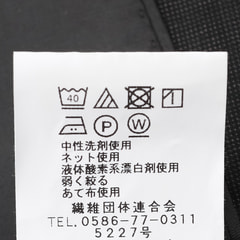 40 1
P W
中性洗剤使用
ネット使用
液体酸素系漂白剤使用
弱く絞る
あて布使用
繊維団体連合会
TEL.0586-77-0311
5227号